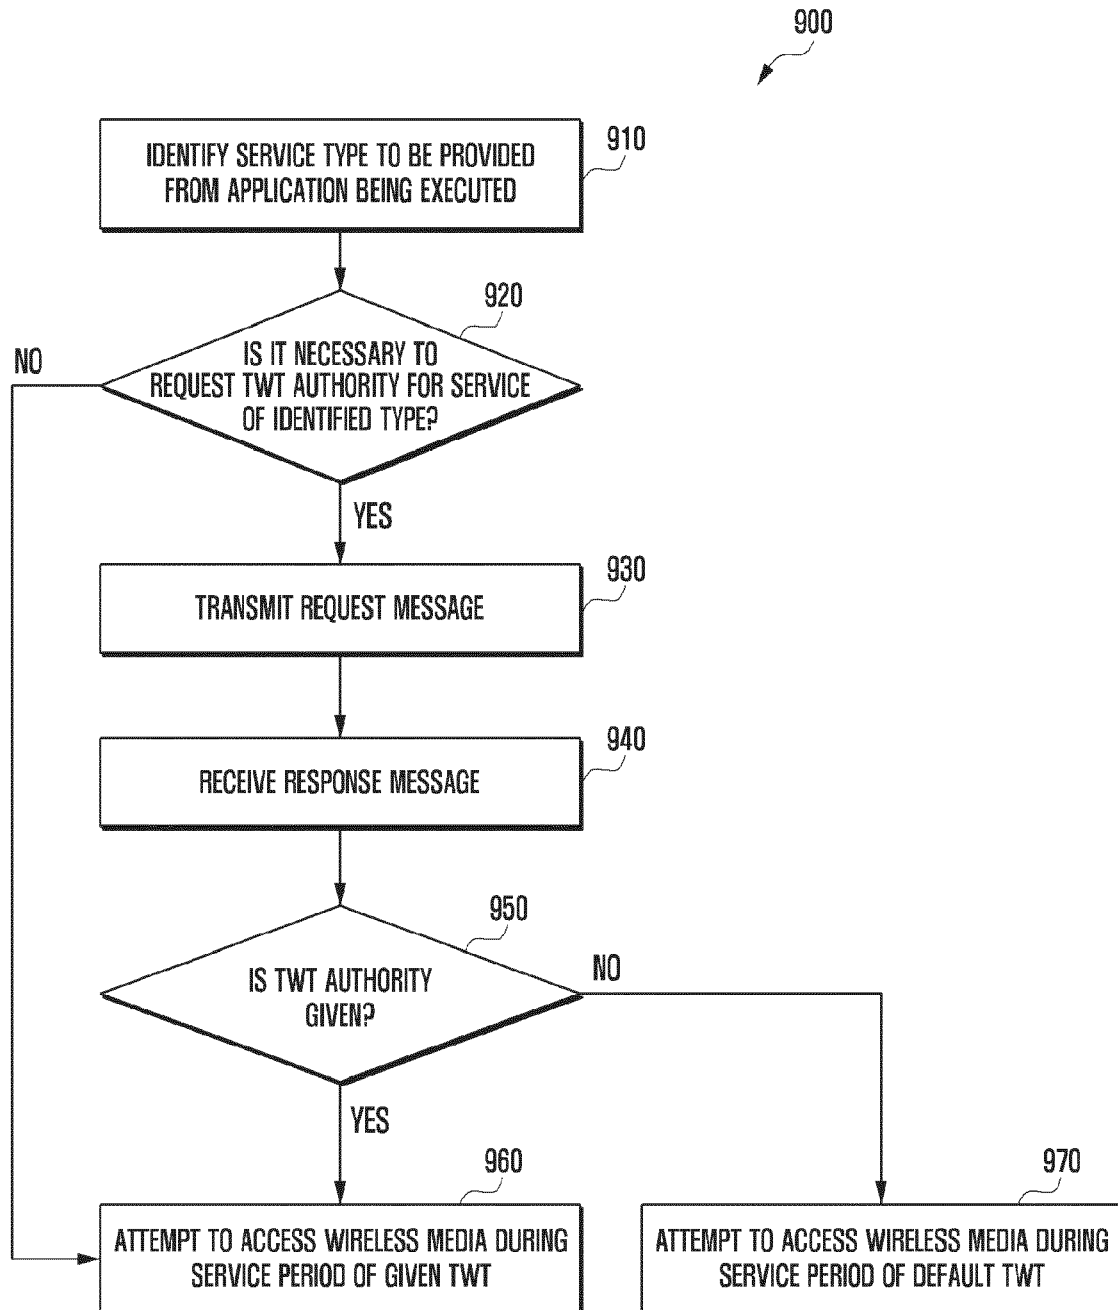 900
910
IDENTIFY SERVICE TYPE TO BE PROVIDED
FROM APPLICATION BEING EXECUTED
920
NO
IS IT NECESSARY TO
REQUEST TWT AUTHORITY FOR SERVICE
OF IDENTIFIED TYPE?
YES
930
TRANSMIT REQUEST MESSAGE
940
RECEIVE RESPONSE MESSAGE
950
NO
IS TWT AUTHORITY
GIVEN?
YES
960
ATTEMPT TO ACCESS WIRELESS MEDIA DURING
SERVICE PERIOD OF GIVEN TWT
970
ATTEMPT TO ACCESS WIRELESS MEDIA DURING
SERVICE PERIOD OF DEFAULT TWT